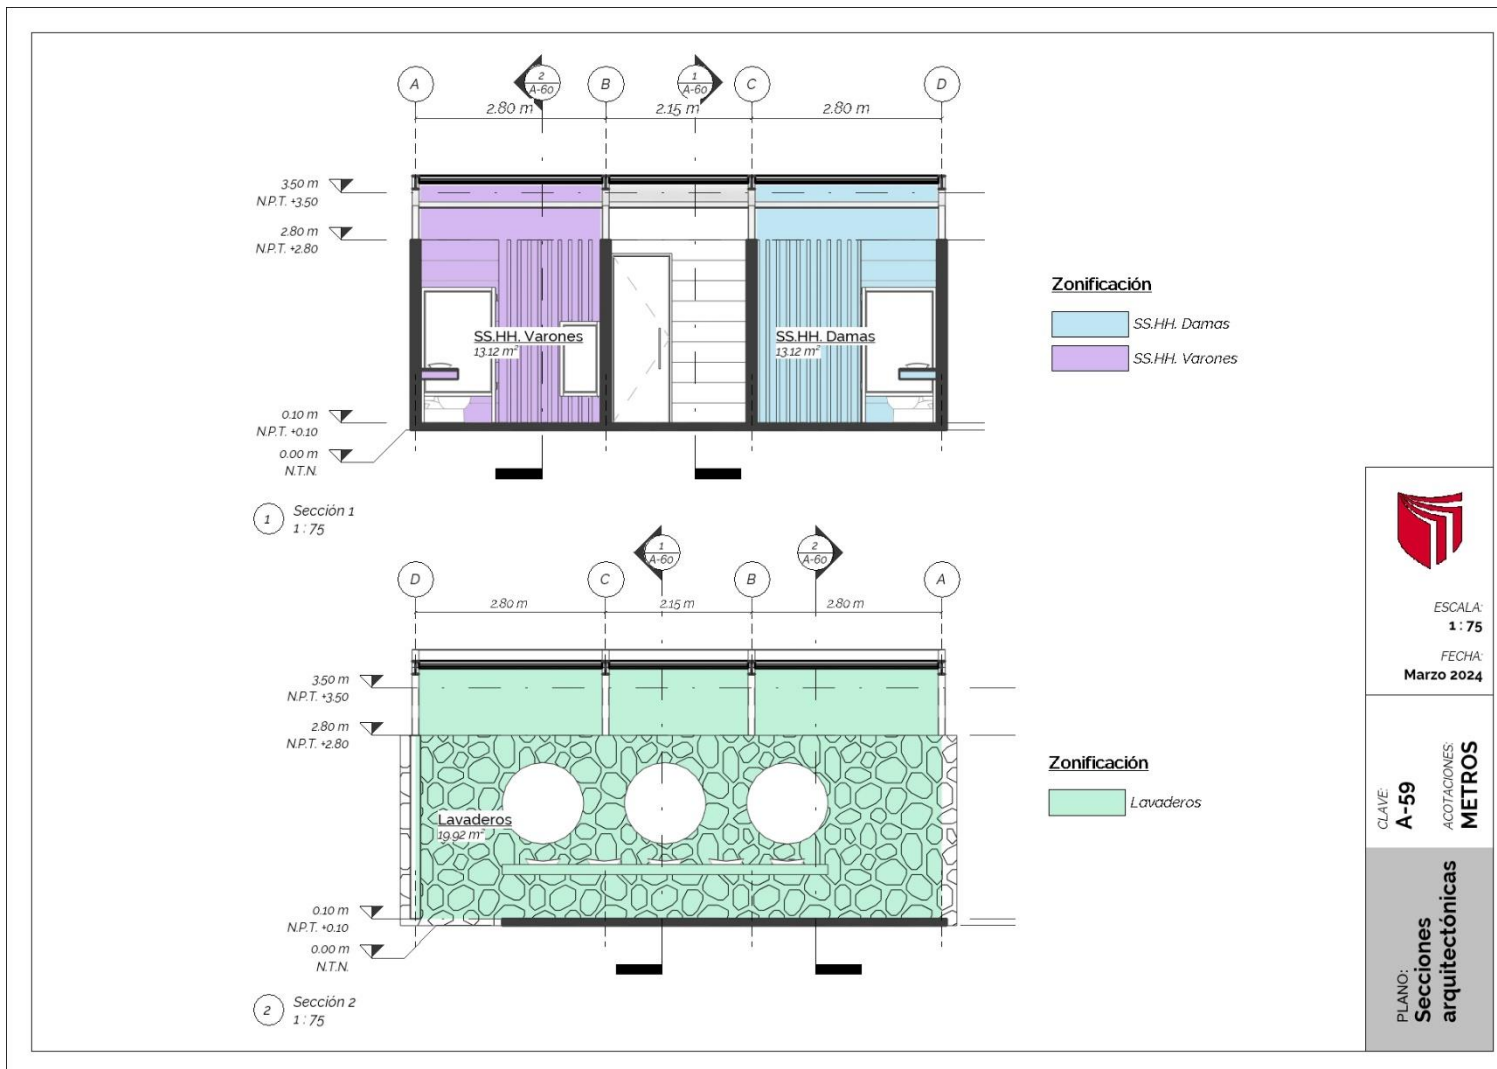 A
2
A-60
B
1
A-60
C
D
2.80 m
2.15 m
2.80 m
3.50 m
N.P.T. +3.50
2.80 m
N.P.T. +2.80
SS.HH. Varones
13.12 m²
SS.HH. Damas
13.12 m²
0.10 m
N.P.T. +0.10
0.00 m
N.T.N.
1
Sección 1
1 : 75
Zonificación
SS.HH. Damas
SS.HH. Varones
D
C
1
A-60
B
2
A-60
A
2.80 m
2.15 m
2.80 m
3.50 m
N.P.T. +3.50
2.80 m
N.P.T. +2.80
Lavaderos
19.92 m²
0.10 m
N.P.T. +0.10
0.00 m
N.T.N.
2
Sección 2
1 : 75
Zonificación
Lavaderos
ESCALA:
1 : 75
FECHA:
Marzo 2024
CLAVE:
A-59
ACOTACIONES:
METROS
PLANO:
Secciones
arquitectónicas